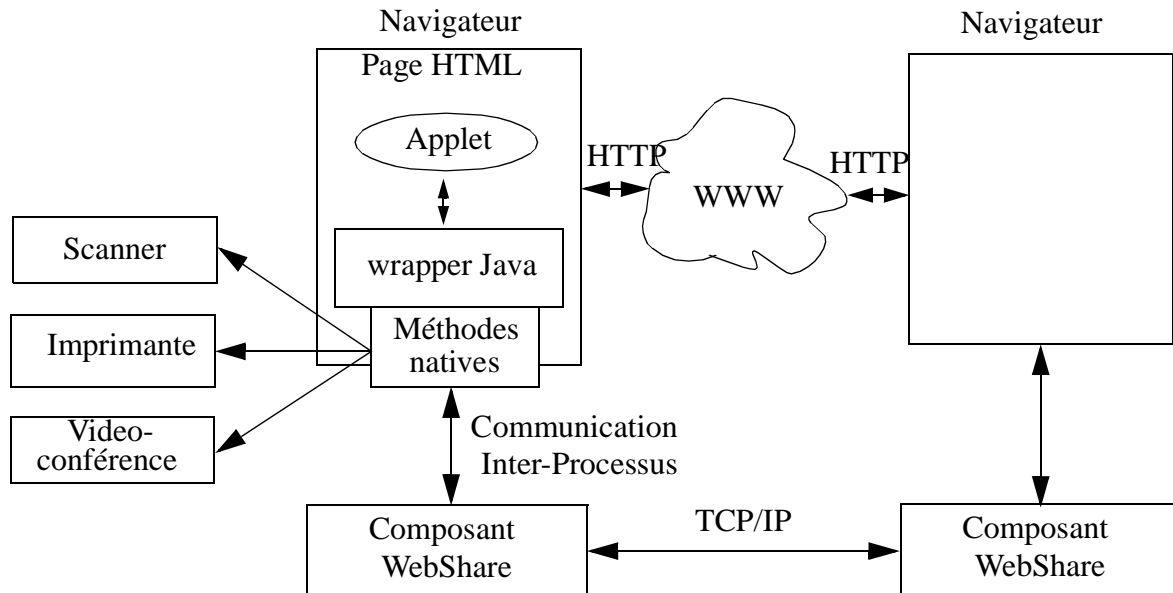 Navigateur
Navigateur
Page HTML
Applet
HTTP
HTTP
WWW
Scanner
wrapper Java
Imprimante
Méthodes
natives
Video-
conférence
Communication
Inter-Processus
TCP/IP
Composant
WebShare
Composant
WebShare